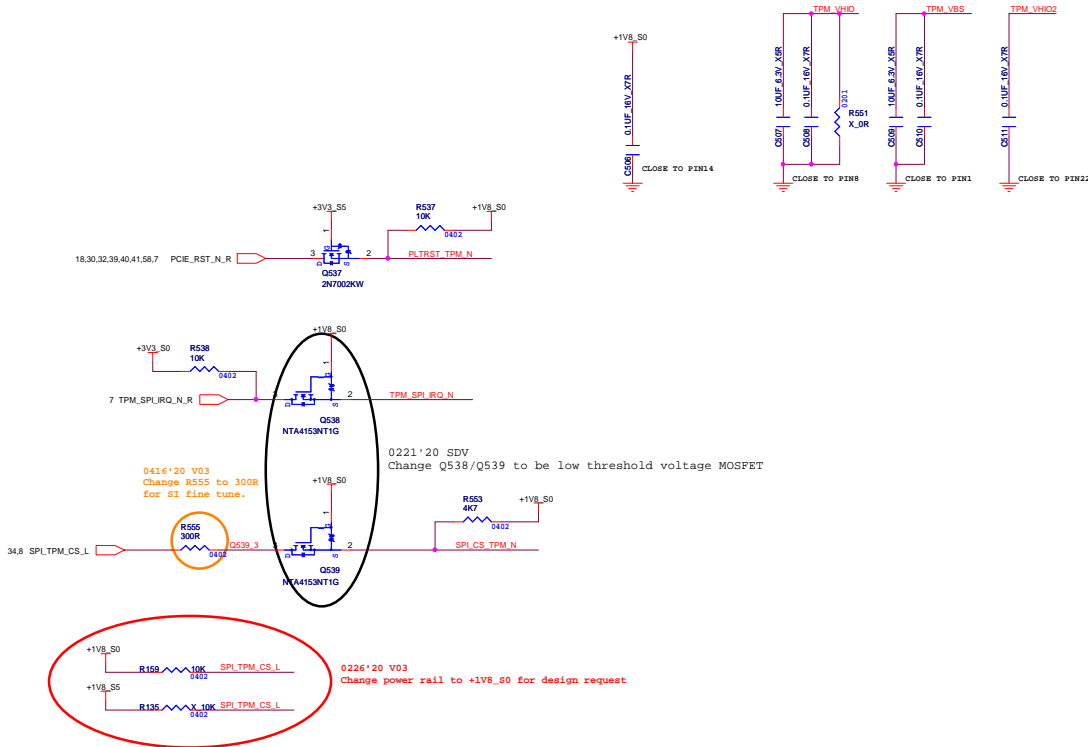 TPM_VHIO
TPM_VBS
TPM_VHIO2
+1V8_S0
0.1UF_16V_X7R
C506
CLOSE TO PIN14
10UF_6.3V_X5R
C507
0.1UF_16V_X7R
C508
0201
R551
X_0R
CLOSE TO PIN8
10UF_6.3V_X5R
C509
0.1UF_16V_X7R
C510
CLOSE TO PIN1
0.1UF_16V_X7R
C511
CLOSE TO PIN22
+3V3_S5
R537
10K
0402
+1V8_S0
18,30,32,39,40,41,58,7 PCIE_RST_N_R
3
D
1
G
S
2
PLTRST_TPM_N
Q537
2N7002KW
+3V3_S0
R538
10K
0402
+1V8_S0
7 TPM_SPI_IRQ_N_R
3
D
1
G
S
2
TPM_SPI_IRQ_N
Q538
NTA4153NT1G
0221'20 SDV
Change Q538/Q539 to be low threshold voltage MOSFET
0416'20 V03
Change R555 to 300R
for SI fine tune.
+1V8_S0
R553
4K7
0402
+1V8_S0
R555
300R
0402
34,8 SPI_TPM_CS_L
Q539_3
3
D
1
G
S
2
SPI_CS_TPM_N
Q539
NTA4153NT1G
+1V8_S0
R159
10K
0402
SPI_TPM_CS_L
+1V8_S5
R135
X_10K
0402
SPI_TPM_CS_L
0226'20 V03
Change power rail to +1V8_S0 for design request